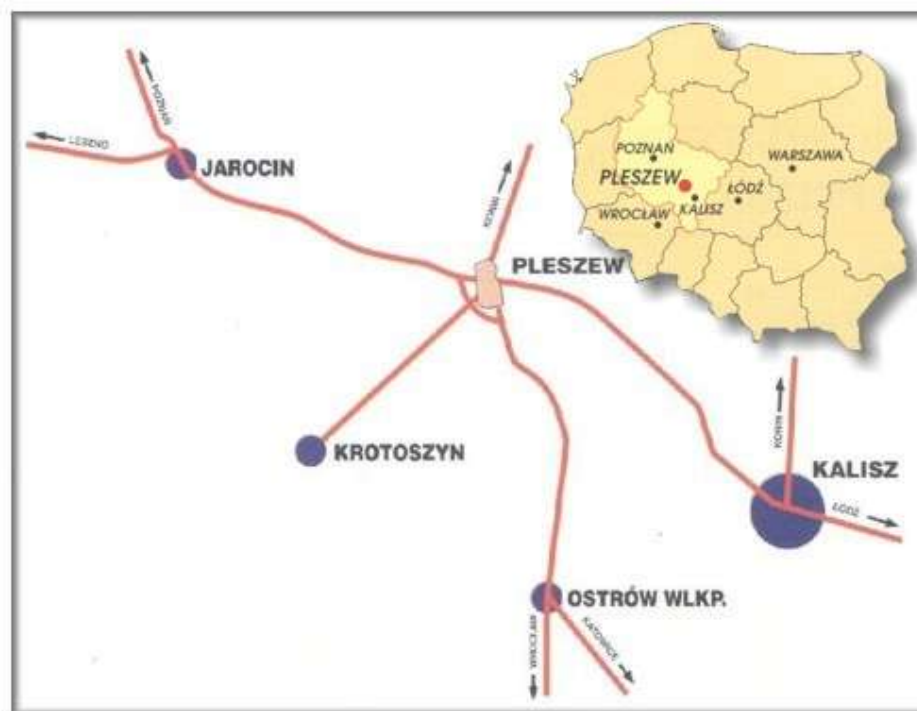 POZNAŃ
LESZNO
JAROCIN
KONIN
PLESZEW
KROTOSZYN
KALISZ
KONIN
ŁÓDŹ
OSTRÓW WLKP.
WROCŁAW
KATOWICE
POZNAŃ
WARSZAWA
PLESZEW
ŁÓDŹ
KALISZ
WROCŁAW